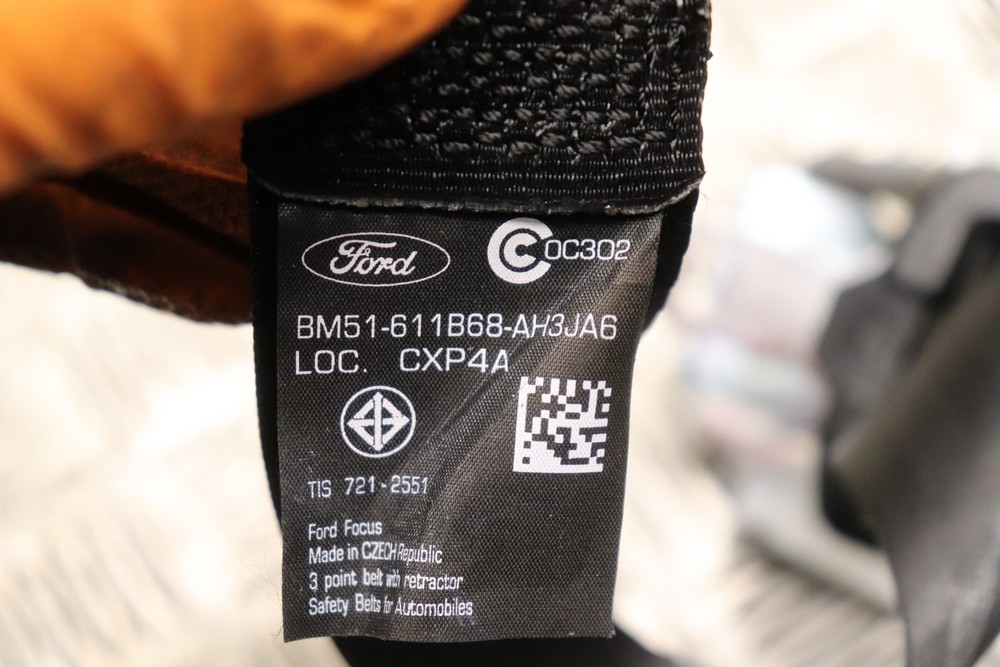 Ford
C OC302
BM51-611B68-AH3JA6
LOC. CXP4A
TIS 721-2551
Ford Focus
Made in CZECH Republic
3 point belt with retractor
Safety Belts for Automobiles